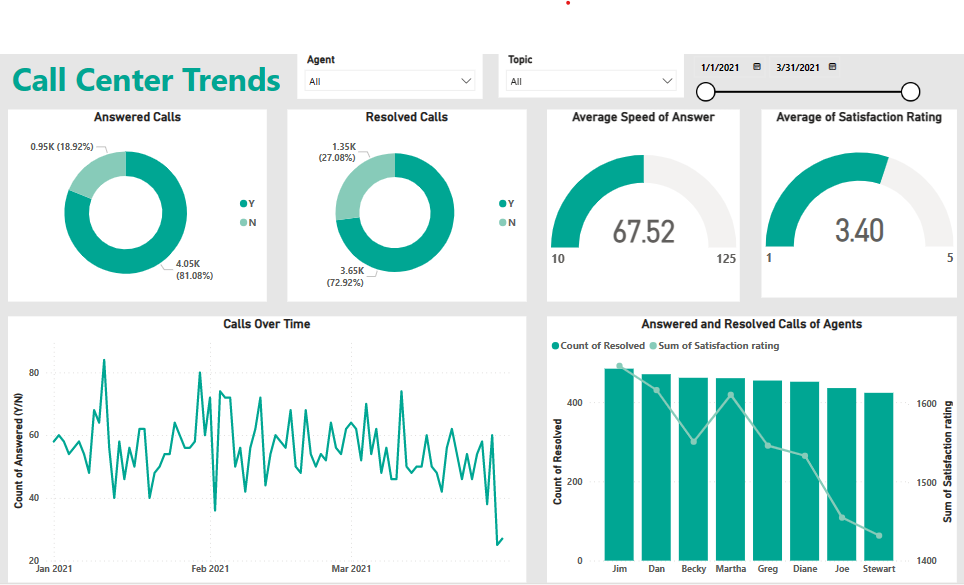 Call Center Trends
Agent
All
Topic
All
1/1/2021
3/31/2021
Answered Calls
0.95K (18.92%)
4.05K
(81.08%)
Y
N
Resolved Calls
1.35K
(27.08%)
3.65K
(72.92%)
Y
N
Average Speed of Answer
67.52
10
125
Average of Satisfaction Rating
3.40
1
5
Calls Over Time
Count of Answered (Y/N)
80
60
40
20
Jan 2021
Feb 2021
Mar 2021
Answered and Resolved Calls of Agents
Count of Resolved
Sum of Satisfaction rating
Count of Resolved
400
200
0
1600
1500
1400
Sum of Satisfaction rating
Jim
Dan
Becky
Martha
Greg
Diane
Joe
Stewart